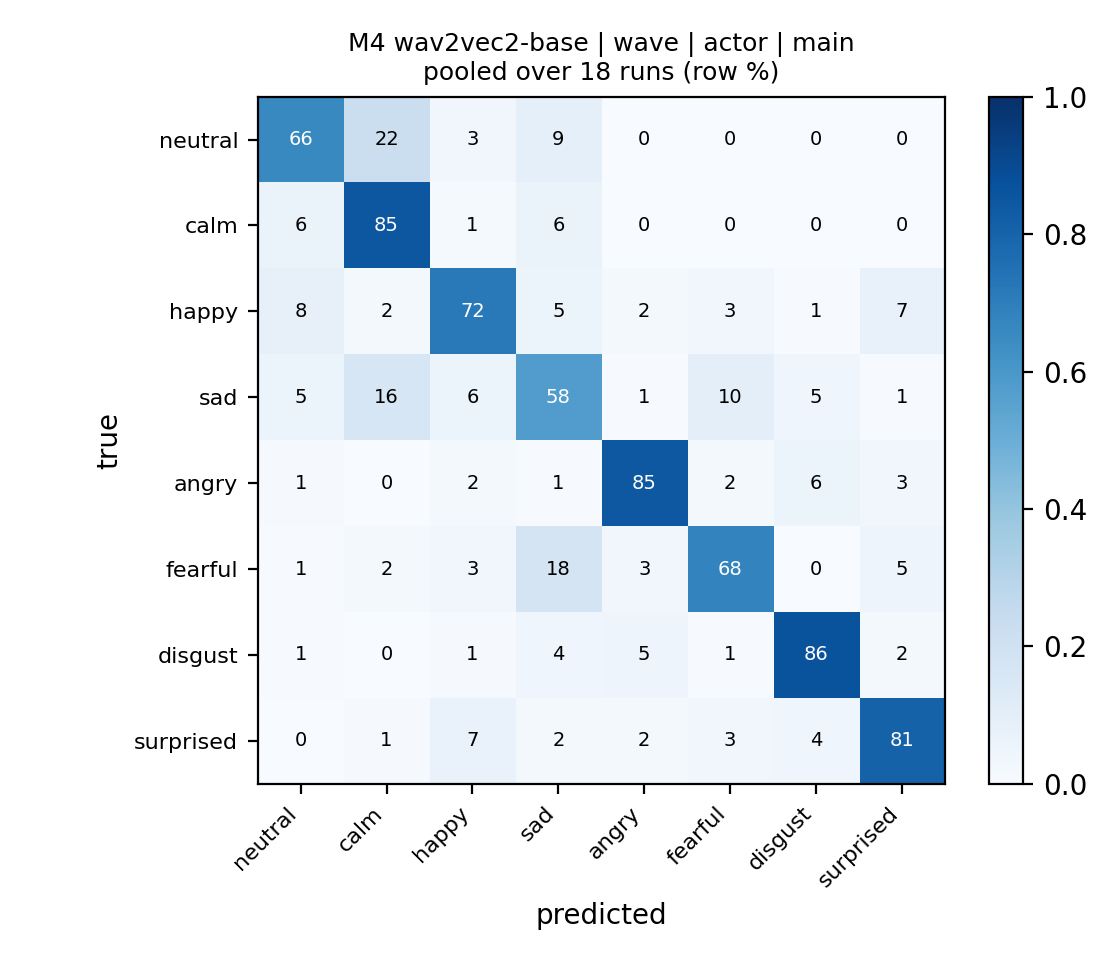 M4 wav2vec2-base | wave | actor | main
pooled over 18 runs (row %)
neutral 66 22 3 9 0 0 0 0
calm 6 85 1 6 0 0 0 0
happy 8 2 72 5 2 3 1 7
sad 5 16 6 58 1 10 5 1
angry 1 0 2 1 85 2 6 3
fearful 1 2 3 18 3 68 0 5
disgust 1 0 1 4 5 1 86 2
surprised 0 1 7 2 2 3 4 81
neutral calm happy sad angry fearful disgust surprised
predicted
true
1.0
0.8
0.6
0.4
0.2
0.0